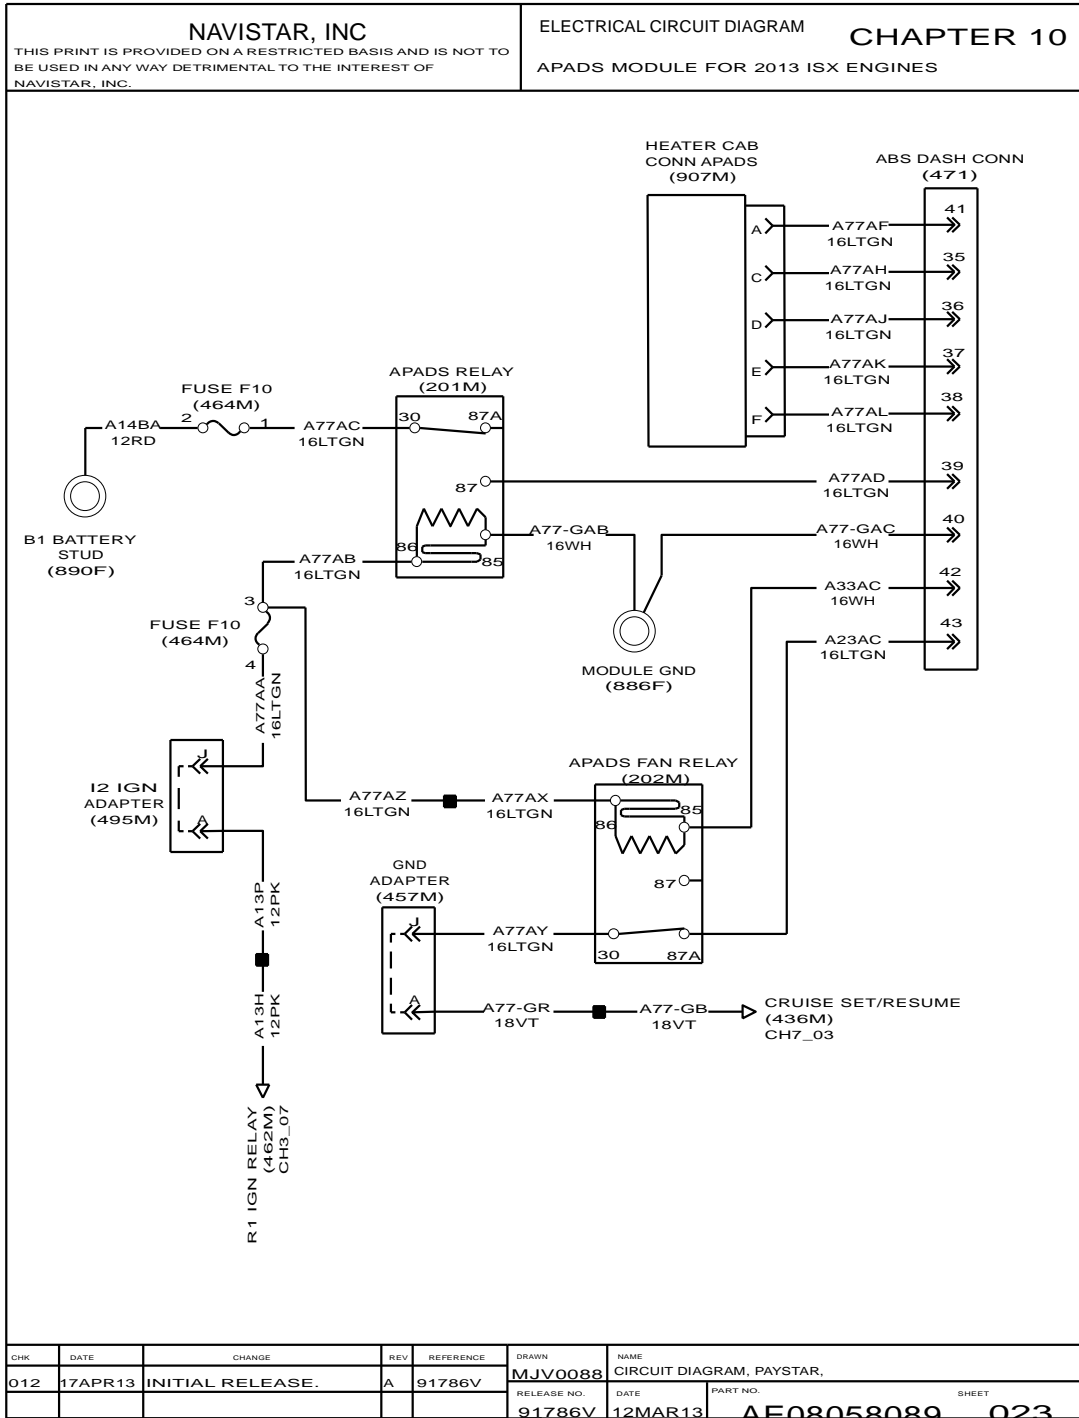 NAVISTAR, INC
THIS PRINT IS PROVIDED ON A RESTRICTED BASIS AND IS NOT TO
BE USED IN ANY WAY DETRIMENTAL TO THE INTEREST OF
NAVISTAR, INC.
ELECTRICAL CIRCUIT DIAGRAM
CHAPTER 10
APADS MODULE FOR 2013 ISX ENGINES
HEATER CAB
CONN APADS
(907M)
ABS DASH CONN
(471)
A
A77AF
16LTGN
41
C
A77AH
16LTGN
35
D
A77AJ
16LTGN
36
E
A77AK
16LTGN
37
F
A77AL
16LTGN
38
A77AD
16LTGN
39
A77-GAC
16WH
40
A33AC
16WH
42
A23AC
16LTGN
43
APADS RELAY
(201M)
30
87A
87
86
85
FUSE F10
(464M)
2
1
A14BA
12RD
A77AC
16LTGN
B1 BATTERY
STUD
(890F)
A77-GAB
16WH
A77AB
16LTGN
MODULE GND
(886F)
3
FUSE F10
(464M)
4
A77AA
16LTGN
I2 IGN
ADAPTER
(495M)
J
A
A77AZ
16LTGN
A77AX
16LTGN
APADS FAN RELAY
(202M)
85
86
87
30
87A
GND
ADAPTER
(457M)
J
A
A77AY
16LTGN
A77-GR
18VT
A77-GB
18VT
CRUISE SET/RESUME
(436M)
CH7_03
A13P
12PK
A13H
12PK
R1 IGN RELAY
(462M)
CH3_07
CHK
DATE
CHANGE
REV
REFERENCE
012
17APR13
INITIAL RELEASE.
A
91786V
DRAWN
MJV0088
NAME
CIRCUIT DIAGRAM, PAYSTAR,
RELEASE NO.
91786V
DATE
12MAR13
PART NO.
AE08058089
SHEET
023